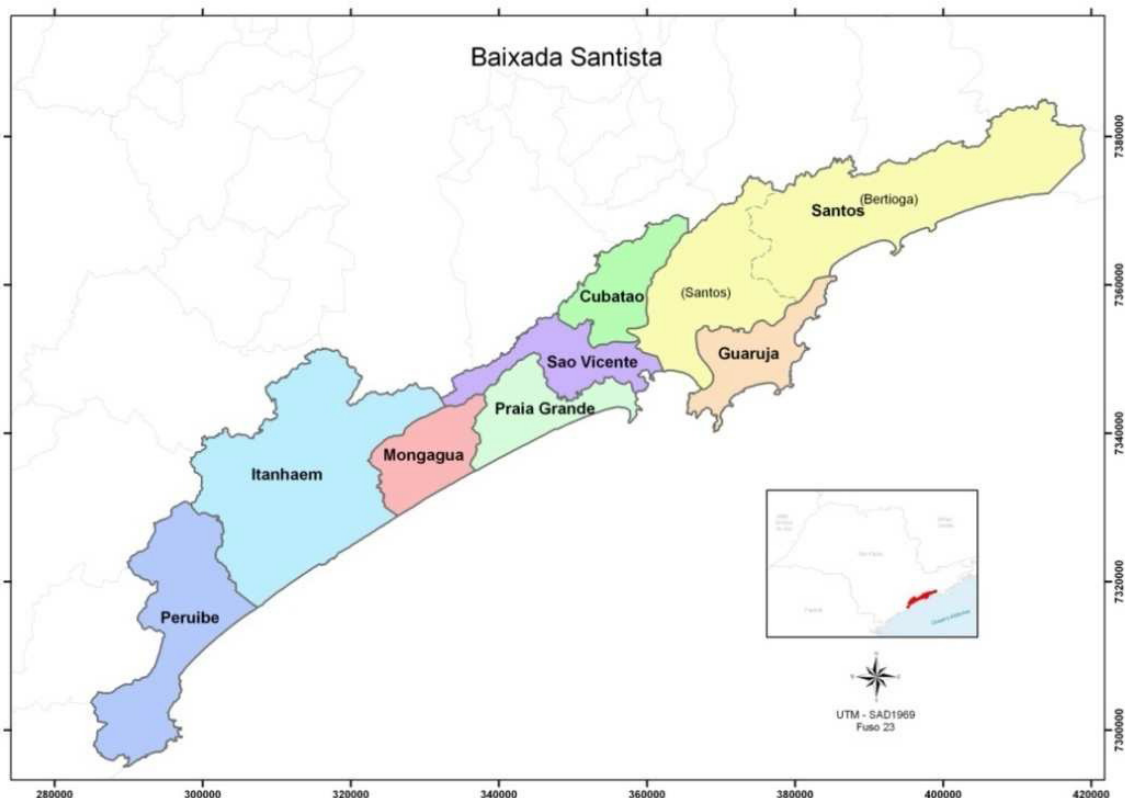 Baixada Santista
7380000
Santos
(Bertioga)
7360000
Cubatao
(Santos)
Guaruja
Sao Vicente
Praia Grande
7340000
Mongagua
Itanhaem
7320000
Peruibe
UTM - SAD1969
Fuso 23
7300000
280000
300000
320000
340000
360000
380000
400000
420000